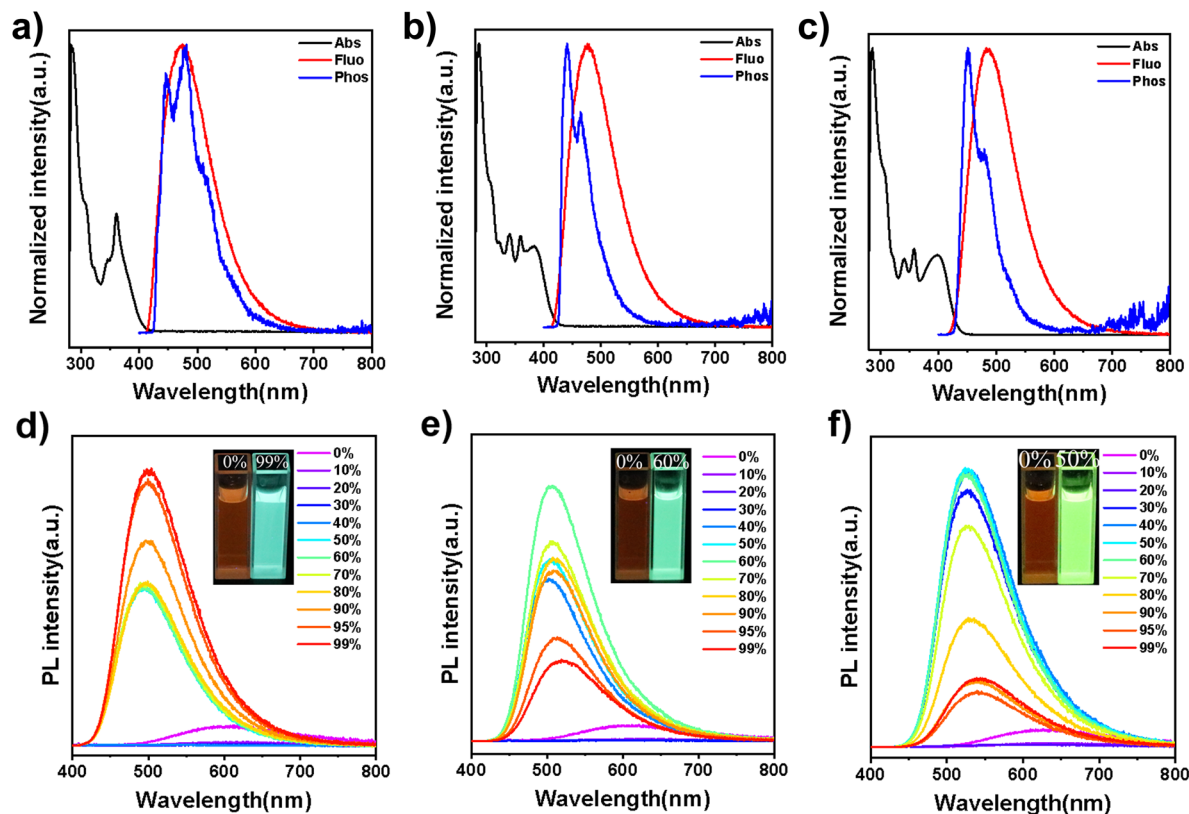 a)
Normalized intensity(a.u.)
Abs
Fluo
Phos
300 400 500 600 700 800
Wavelength(nm)
b)
Normalized intensity(a.u.)
Abs
Fluo
Phos
300 400 500 600 700 800
Wavelength(nm)
c)
Normalized intensity(a.u.)
Abs
Fluo
Phos
300 400 500 600 700 800
Wavelength(nm)
d)
PL intensity(a.u.)
0% 99%
0%
10%
20%
30%
40%
50%
60%
70%
80%
90%
95%
99%
400 500 600 700 800
Wavelength(nm)
e)
PL intensity(a.u.)
0% 60%
0%
10%
20%
30%
40%
50%
60%
70%
80%
90%
95%
99%
400 500 600 700 800
Wavelength(nm)
f)
PL intensity(a.u.)
0% 50%
0%
10%
20%
30%
40%
50%
60%
70%
80%
90%
95%
99%
400 500 600 700 800
Wavelength(nm)